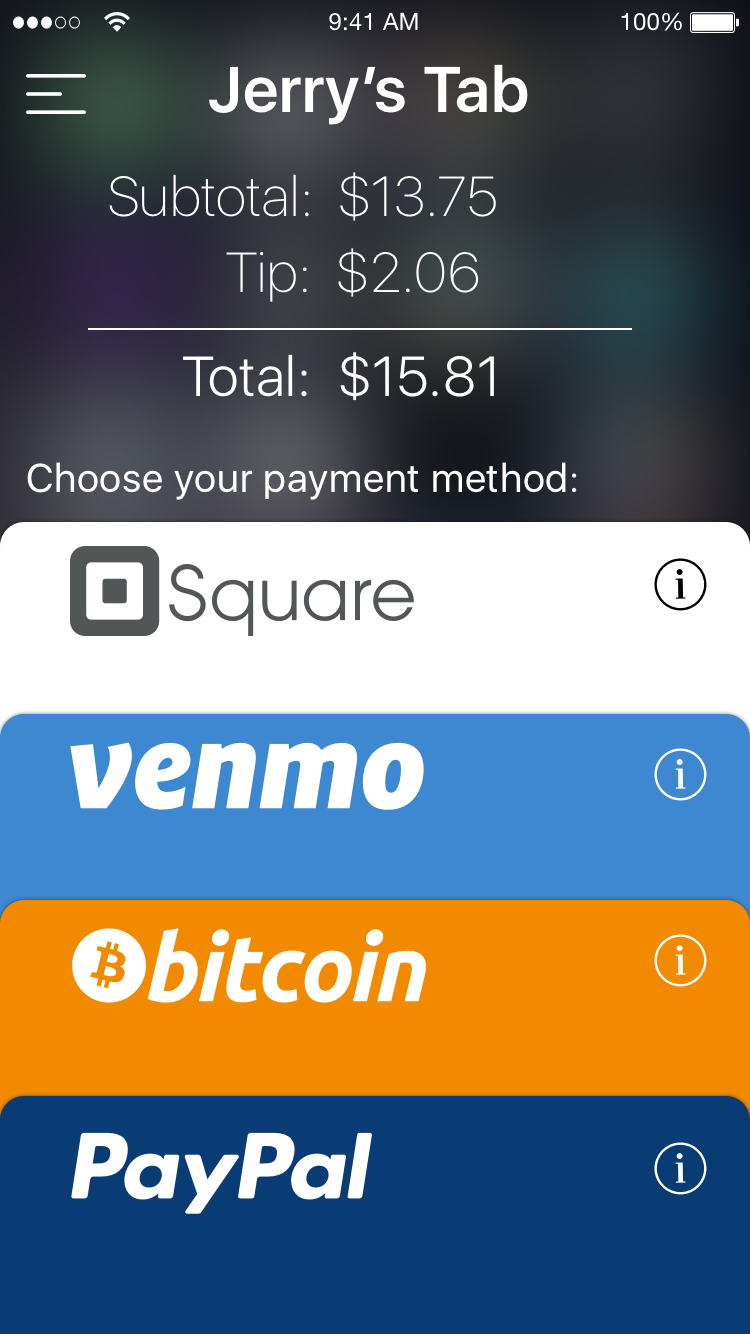 9:41 AM 100%
Jerry’s Tab
Subtotal: $13.75
Tip: $2.06
Total: $15.81
Choose your payment method:
Square i
venmo i
bitcoin i
PayPal i